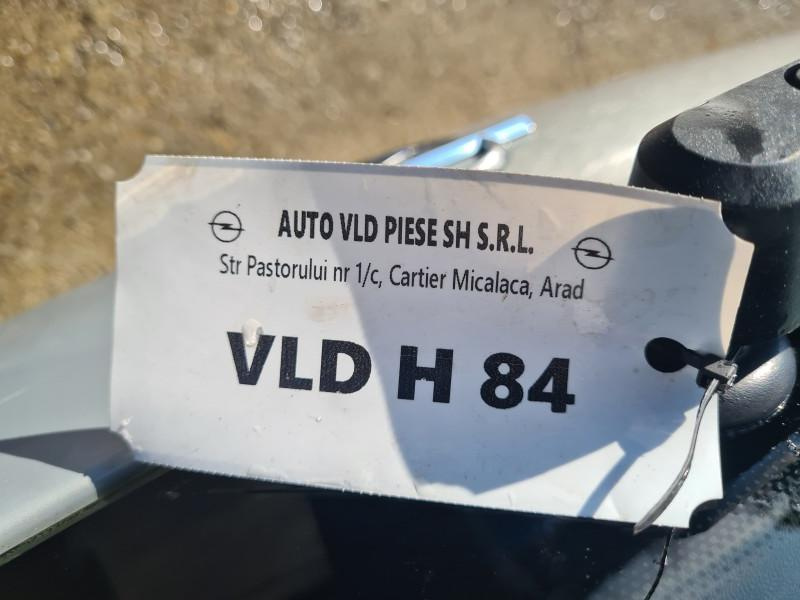 AUTO VLD PIESE SH S.R.L.
Str Pastorului nr 1/c, Cartier Micalaca, Arad
VLD H 84